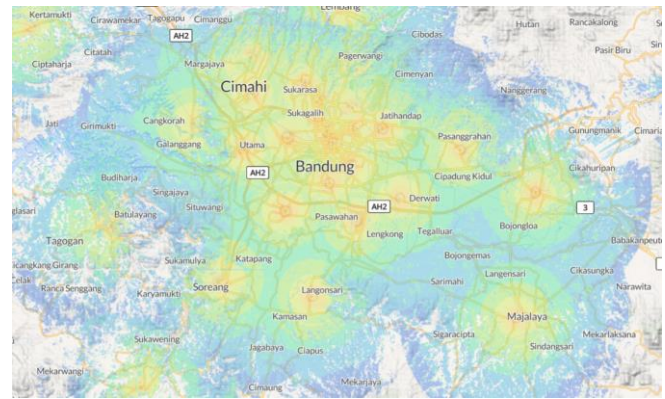 Kertamukti
Cirawamekar
Tagogapu
Cimanggu
Lembang
Hutan
Rancakalong
AH2
Cibodas
Citatah
Margajaya
Pagerwangi
Pasir Biru
Ciptaharja
Cimenyan
Cimahi
Sukarasa
Nanggerang
Sukagalih
Jatihandap
Jati
Girimukti
Cangkorah
Gunungmanik
Cimaria
Pasanggrahan
Galanggang
Utama
Budiharja
AH2
Bandung
Cipadung Kidul
Cikahuripan
Singajaya
Derwati
Batulayang
Situwangi
AH2
3
Pasawahan
Bojongloa
Tagogan
Lengkong
Tegalluar
Babakanpeut
Katapang
Bojongemas
Sukamulya
Langensari
Cikasungka
Celak
Ranca Senggang
Karyamukti
Soreang
Langonsari
Sarimahi
Narawita
Kamasan
Majalaya
Sukawening
Sigaracipta
Mekarlaksana
Jagabaya
Ciapus
Sindangsari
Mekarwangi
Cimaung
Mekarjaya